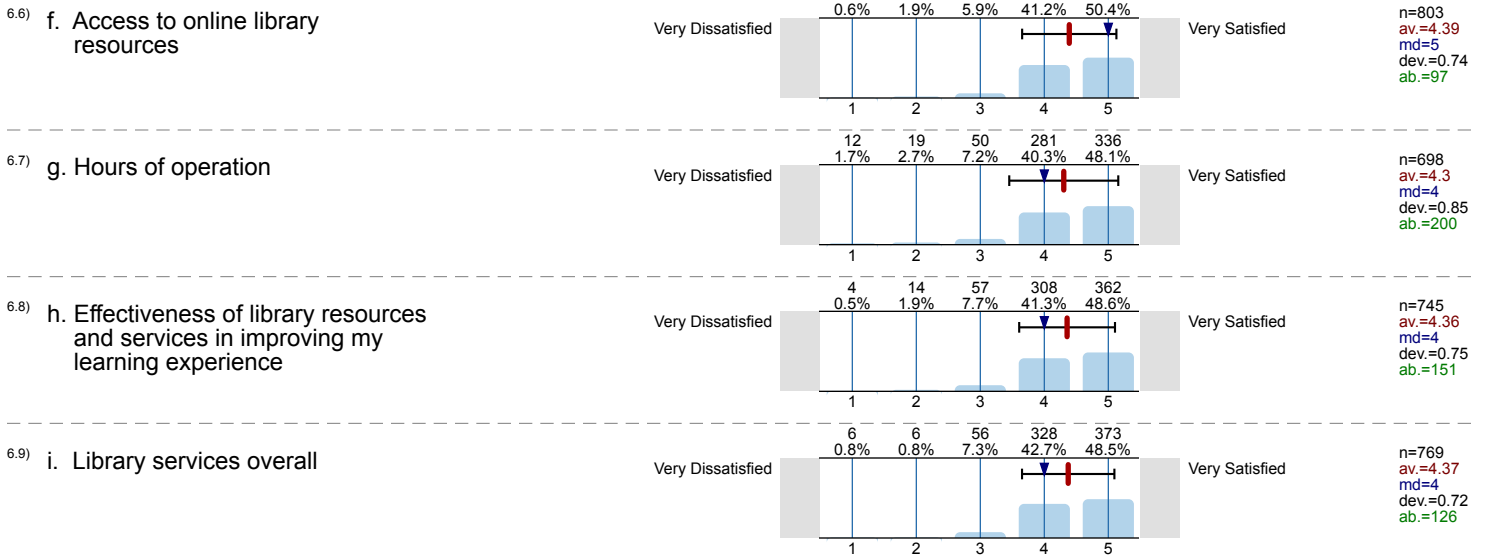 0.6% 1.9% 5.9% 41.2% 50.4%
6.6) f. Access to online library
resources
Very Dissatisfied
Very Satisfied
n=803
av.=4.39
md=5
dev.=0.74
ab.=97
1 2 3 4 5
12 19 50 281 336
1.7% 2.7% 7.2% 40.3% 48.1%
6.7) g. Hours of operation
Very Dissatisfied
Very Satisfied
n=698
av.=4.3
md=4
dev.=0.85
ab.=200
1 2 3 4 5
4 14 57 308 362
0.5% 1.9% 7.7% 41.3% 48.6%
6.8) h. Effectiveness of library resources
and services in improving my
learning experience
Very Dissatisfied
Very Satisfied
n=745
av.=4.36
md=4
dev.=0.75
ab.=151
1 2 3 4 5
6 6 56 328 373
0.8% 0.8% 7.3% 42.7% 48.5%
6.9) i. Library services overall
Very Dissatisfied
Very Satisfied
n=769
av.=4.37
md=4
dev.=0.72
ab.=126
1 2 3 4 5